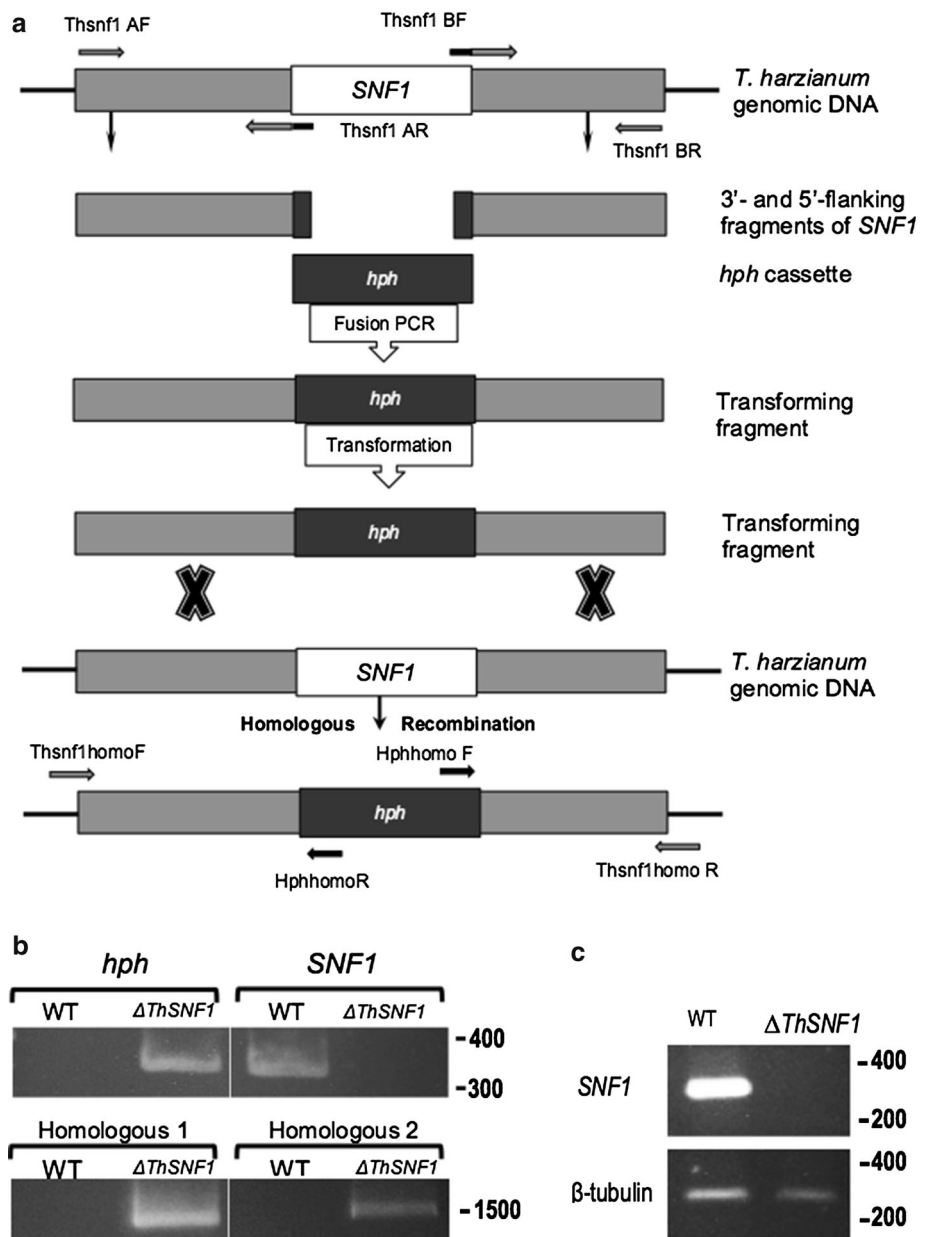 a
Thsnf1 AF
Thsnf1 BF
SNF1
T. harzianum
genomic DNA
Thsnf1 AR
Thsnf1 BR
3'- and 5'-flanking
fragments of SNF1
hph
hph cassette
Fusion PCR
hph
Transforming
fragment
Transformation
hph
Transforming
fragment
SNF1
T. harzianum
genomic DNA
Homologous Recombination
Thsnf1homoF
Hphhomo F
hph
HphhomoR
Thsnf1homo R
b
hph SNF1
WT ΔThSNF1 WT ΔThSNF1
-400
-300
Homologous 1 Homologous 2
WT ΔThSNF1 WT ΔThSNF1
-1500
c
WT ΔThSNF1
SNF1
-400
-200
β-tubulin
-400
-200